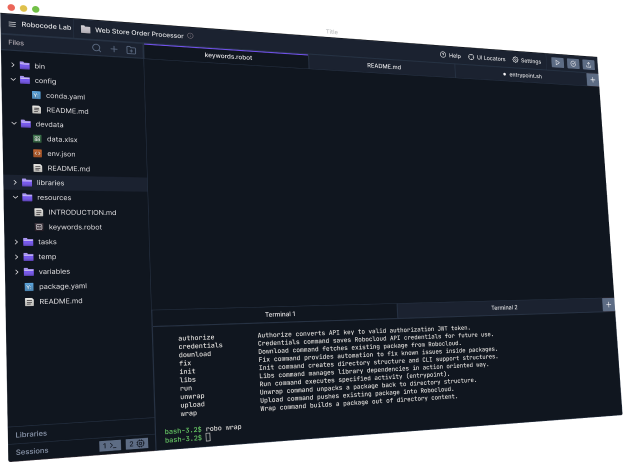 Title
Robocode Lab
Web Store Order Processor
Help
UI Locators
Settings
Files
keywords.robot
README.md
entrypoint.sh
bin
config
conda.yaml
README.md
devdata
data.xlsx
env.json
README.md
libraries
resources
INTRODUCTION.md
keywords.robot
tasks
temp
variables
package.yaml
README.md
Libraries
Sessions
1
2
Terminal 1
Terminal 2
authorize Authorize converts API key to valid authorization JWT token.
credentials Credentials command saves Robocloud API credentials for future use.
download Download command fetches existing package from Robocloud.
fix Fix command provides automation to fix known issues inside packages.
init Init command creates directory structure and CLI support structures.
libs Libs command manages library dependencies in action oriented way.
run Run command executes specified activity (entrypoint).
unwrap Unwrap command unpacks a package back to directory structure.
upload Upload command pushes existing package into Robocloud.
wrap Wrap command builds a package out of directory content.
bash-3.2$ robo wrap
bash-3.2$